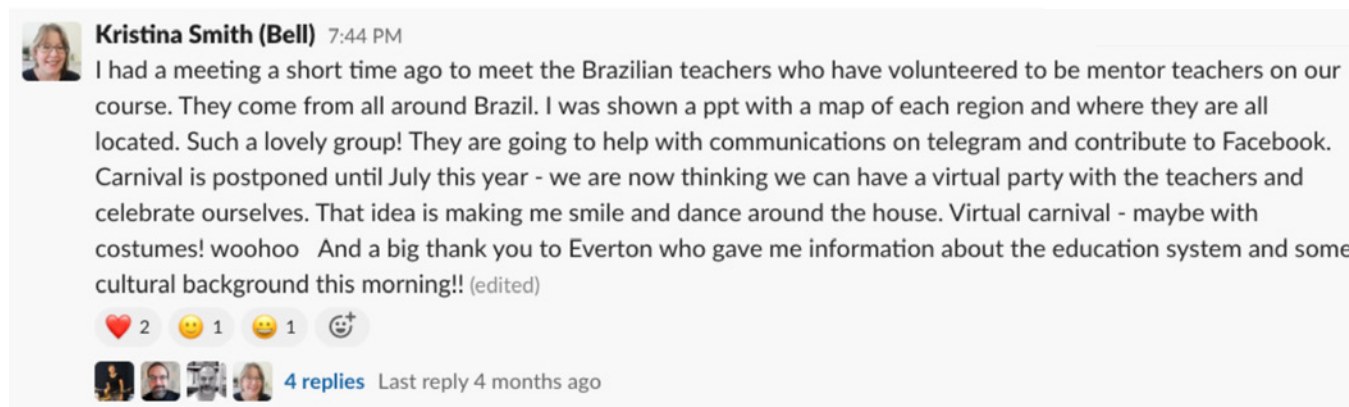 Kristina Smith (Bell) 7:44 PM
I had a meeting a short time ago to meet the Brazilian teachers who have volunteered to be mentor teachers on our
course. They come from all around Brazil. I was shown a ppt with a map of each region and where they are all
located. Such a lovely group! They are going to help with communications on telegram and contribute to Facebook.
Carnival is postponed until July this year - we are now thinking we can have a virtual party with the teachers and
celebrate ourselves. That idea is making me smile and dance around the house. Virtual carnival - maybe with
costumes! woohoo And a big thank you to Everton who gave me information about the education system and some
cultural background this morning!! (edited)
2 1 1
4 replies Last reply 4 months ago